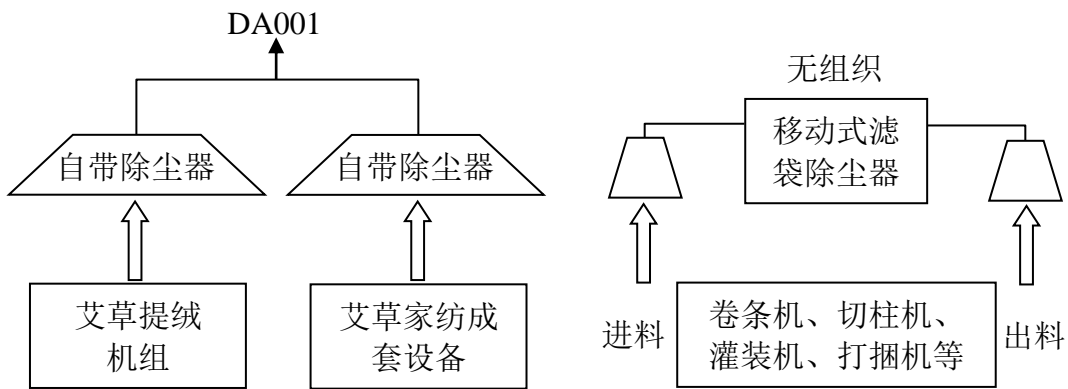 DA001
自带除尘器
自带除尘器
艾草提绒
机组
艾草家纺成
套设备
无组织
移动式滤
袋除尘器
进料
卷条机、切柱机、
灌装机、打捆机等
出料